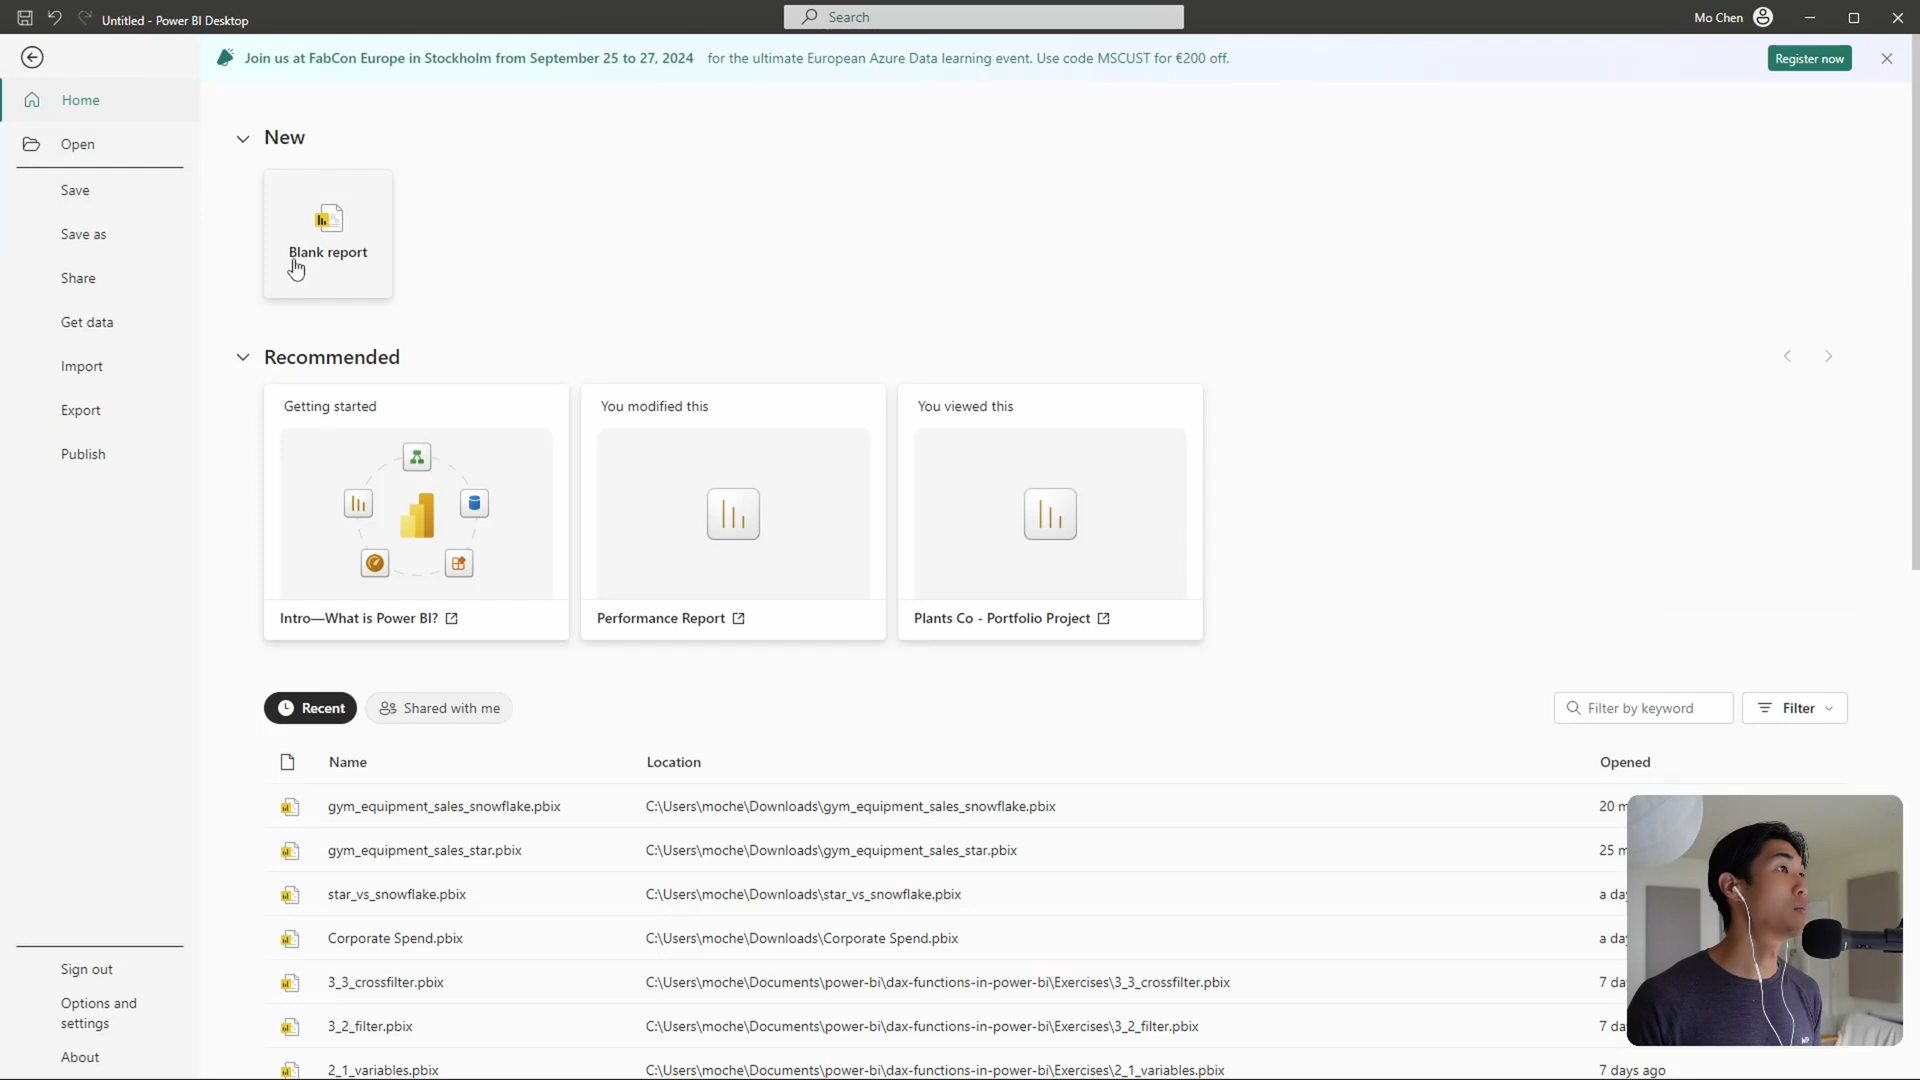 Untitled - Power BI Desktop
Search
Mo Chen
Join us at FabCon Europe in Stockholm from September 25 to 27, 2024 for the ultimate European Azure Data learning event. Use code MSCUST for €200 off.
Register now
Home
Open
Save
Save as
Share
Get data
Import
Export
Publish
Sign out
Options and
settings
About
New
Blank report
Recommended
Getting started
Intro—What is Power BI?
You modified this
Performance Report
You viewed this
Plants Co - Portfolio Project
Recent
Shared with me
Filter by keyword
Filter
Name Location Opened
gym_equipment_sales_snowflake.pbix C:\Users\moche\Downloads\gym_equipment_sales_snowflake.pbix 20 m
gym_equipment_sales_star.pbix C:\Users\moche\Downloads\gym_equipment_sales_star.pbix 25 m
star_vs_snowflake.pbix C:\Users\moche\Downloads\star_vs_snowflake.pbix a da
Corporate Spend.pbix C:\Users\moche\Downloads\Corporate Spend.pbix a da
3_3_crossfilter.pbix C:\Users\moche\Documents\power-bi\dax-functions-in-power-bi\Exercises\3_3_crossfilter.pbix 7 da
3_2_filter.pbix C:\Users\moche\Documents\power-bi\dax-functions-in-power-bi\Exercises\3_2_filter.pbix 7 da
2_1_variables.pbix C:\Users\moche\Documents\power-bi\dax-functions-in-power-bi\Exercises\2_1_variables.pbix 7 days ago